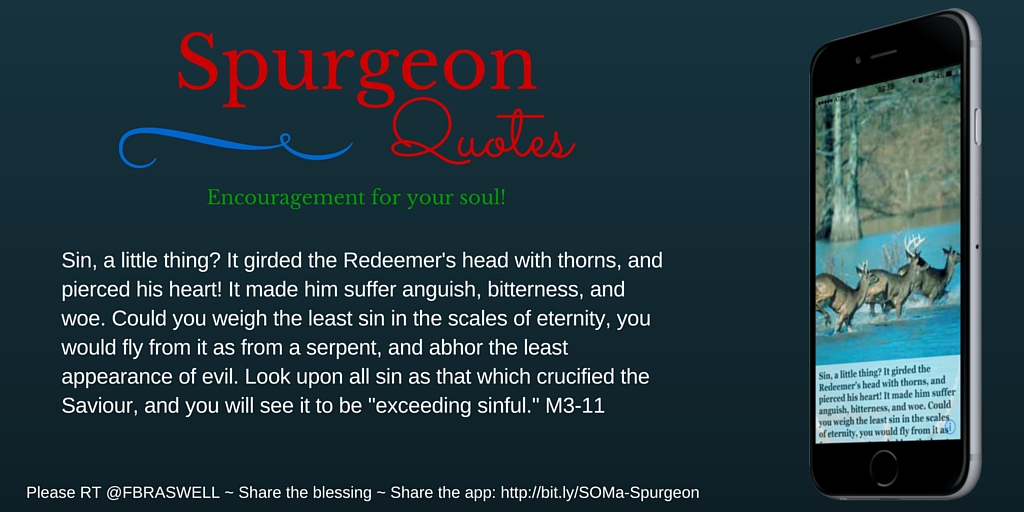 Spurgeon
Quotes
Encouragement for your soul!
Sin, a little thing? It girded the Redeemer's head with thorns, and
pierced his heart! It made him suffer anguish, bitterness, and
woe. Could you weigh the least sin in the scales of eternity, you
would fly from it as from a serpent, and abhor the least
appearance of evil. Look upon all sin as that which crucified the
Saviour, and you will see it to be "exceeding sinful." M3-11
Please RT @FBRASWELL ~ Share the blessing ~ Share the app: http://bit.ly/SOMa-Spurgeon
Sin, a little thing? It girded the
Redeemer's head with thorns, and
pierced his heart! It made him suffer
anguish, bitterness, and woe. Could
you weigh the least sin in the scales
of eternity, you would fly from it as